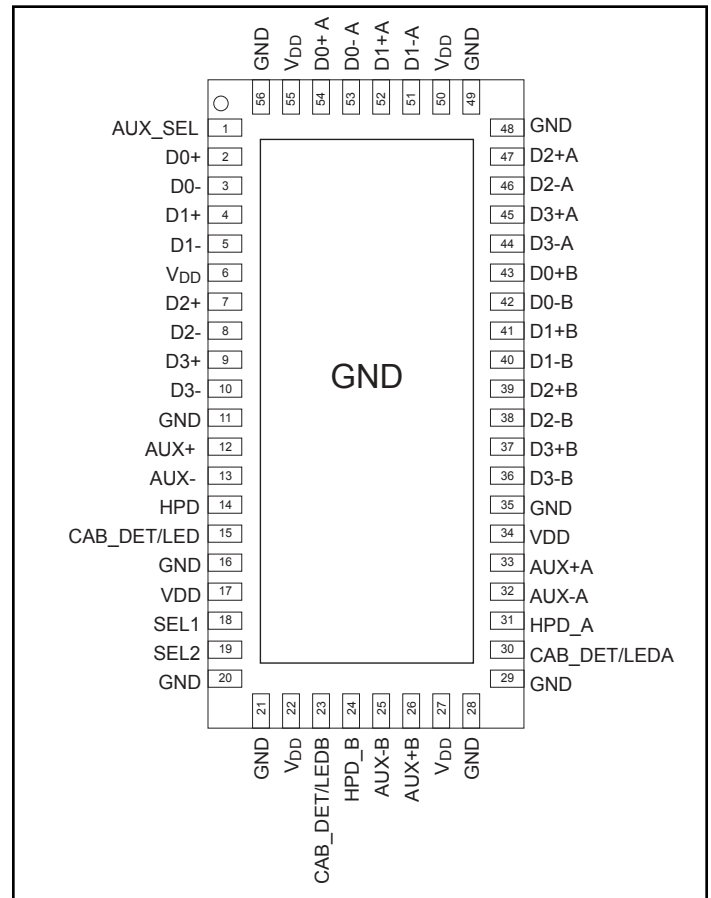 GND VDD D0+ A D0- A D1+A D1-A VDD GND
56 55 54 53 52 51 50 49
AUX_SEL 1 48 GND
D0+ 2 47 D2+A
D0- 3 46 D2-A
D1+ 4 45 D3+A
D1- 5 44 D3-A
VDD 6 43 D0+B
D2+ 7 42 D0-B
D2- 8 41 D1+B
D3+ 9 40 D1-B
D3- 10 39 D2+B
GND
GND 11 38 D2-B
AUX+ 12 37 D3+B
AUX- 13 36 D3-B
HPD 14 35 GND
CAB_DET/LED 15 34 VDD
GND 16 33 AUX+A
VDD 17 32 AUX-A
SEL1 18 31 HPD_A
SEL2 19 30 CAB_DET/LEDA
GND 20 29 GND
21 22 23 24 25 26 27 28
GND VDD CAB_DET/LEDB HPD_B AUX-B AUX+B VDD GND